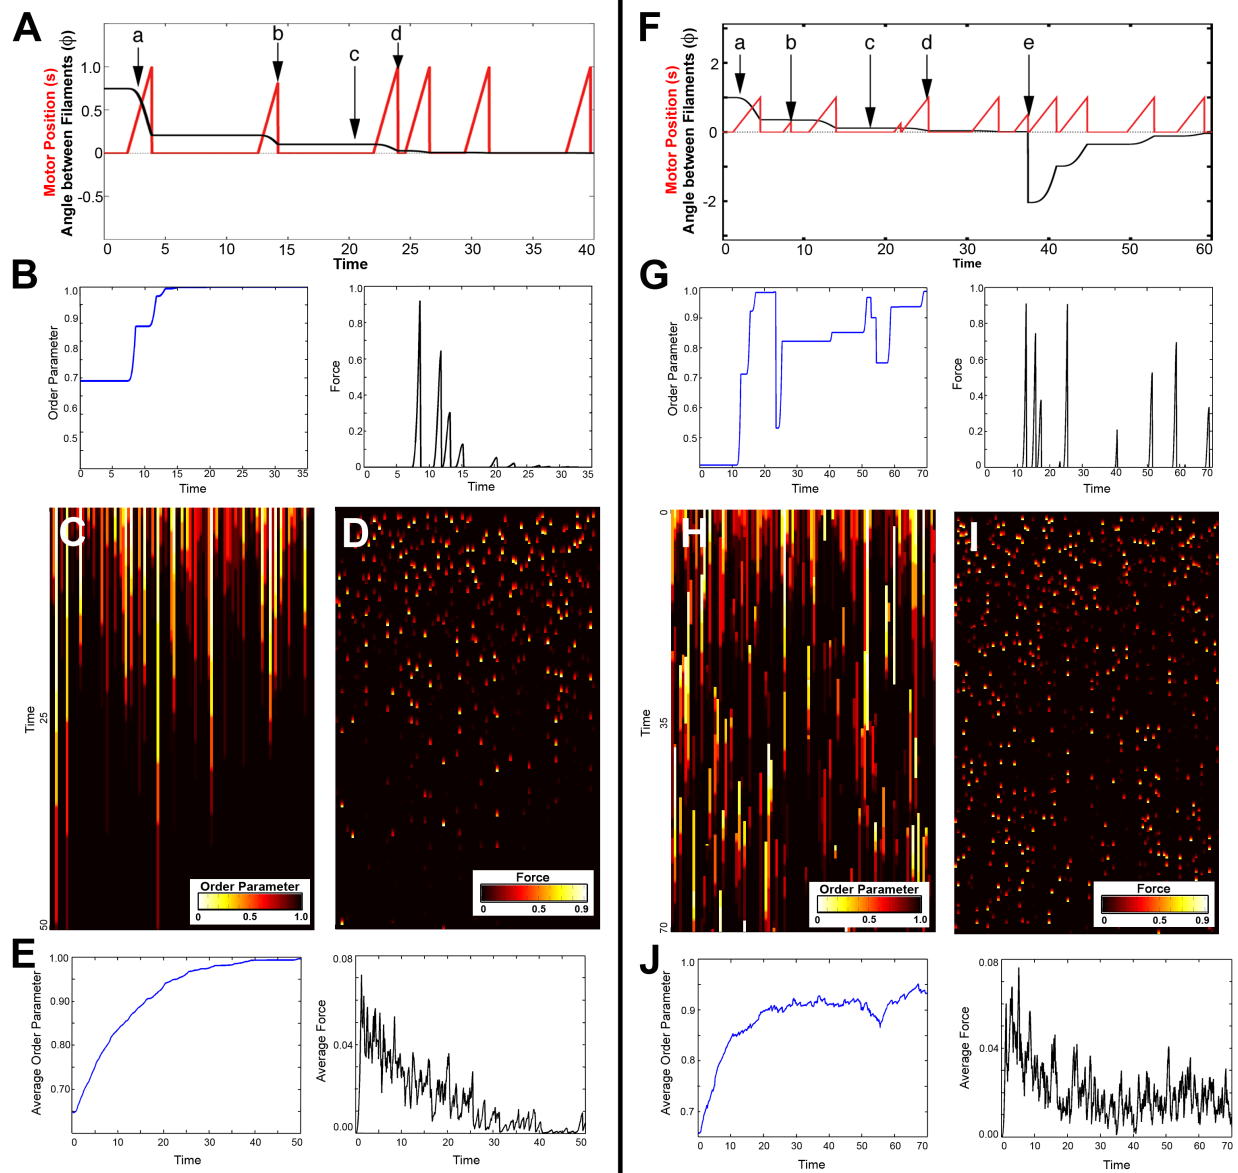 A
a
b
c
d
Motor Position (s)
Angle between Filaments (ϕ)
1.0
0.5
0
-0.5
0 5 10 15 20 25 30 35 40
Time
B
Order Parameter
1.0
0.9
0.8
0.7
0.6
0.5
0 5 10 15 20 25 30 35
Time
Force
1.0
0.8
0.6
0.4
0.2
0
0 5 10 15 20 25 30 35
Time
C
Time
25
50
Order Parameter
0 0.5 1.0
D
Force
0 0.5 0.9
E
Average Order Parameter
1.00
0.90
0.80
0.70
0 10 20 30 40 50
Time
Average Force
0.08
0.04
0.00
0 10 20 30 40 50
Time
F
a
b
c
d
e
Motor Position (s)
Angle between Filaments (ϕ)
2
0
-2
0 10 20 30 40 50 60
Time
G
Order Parameter
1.0
0.9
0.8
0.7
0.6
0.5
0 10 20 30 40 50 60 70
Time
Force
1.0
0.8
0.6
0.4
0.2
0
0 10 20 30 40 50 60 70
Time
H
Time
0
35
70
Order Parameter
0 0.5 1.0
I
Force
0 0.5 0.9
J
Average Order Parameter
1.0
0.9
0.8
0.7
0 10 20 30 40 50 60 70
Time
Average Force
0.08
0.04
0.00
0 10 20 30 40 50 60 70
Time